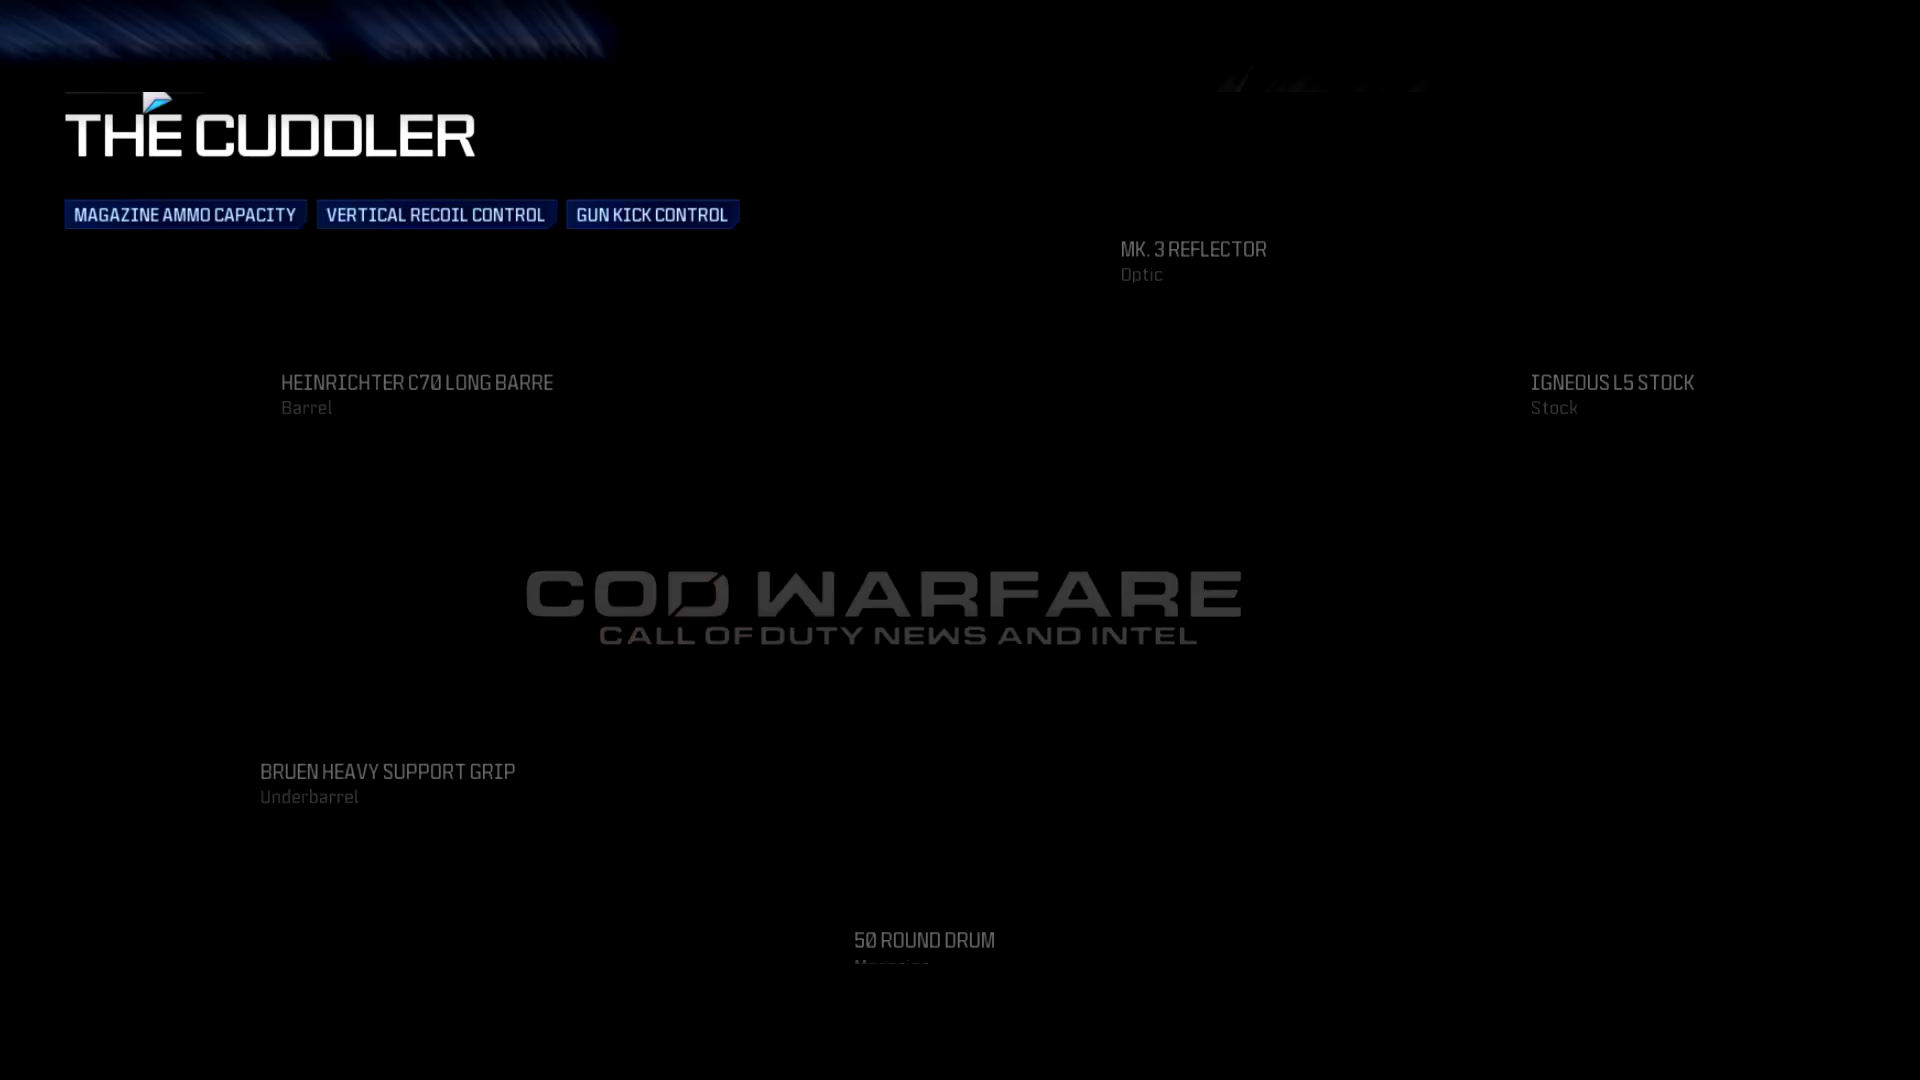 THE CUDDLER
MAGAZINE AMMO CAPACITY
VERTICAL RECOIL CONTROL
GUN KICK CONTROL
MK. 3 REFLECTOR
Optic
HEINRICHTER C70 LONG BARRE
Barrel
IGNEOUS L5 STOCK
Stock
COD WARFARE
CALL OF DUTY NEWS AND INTEL
BRUEN HEAVY SUPPORT GRIP
Underbarrel
50 ROUND DRUM